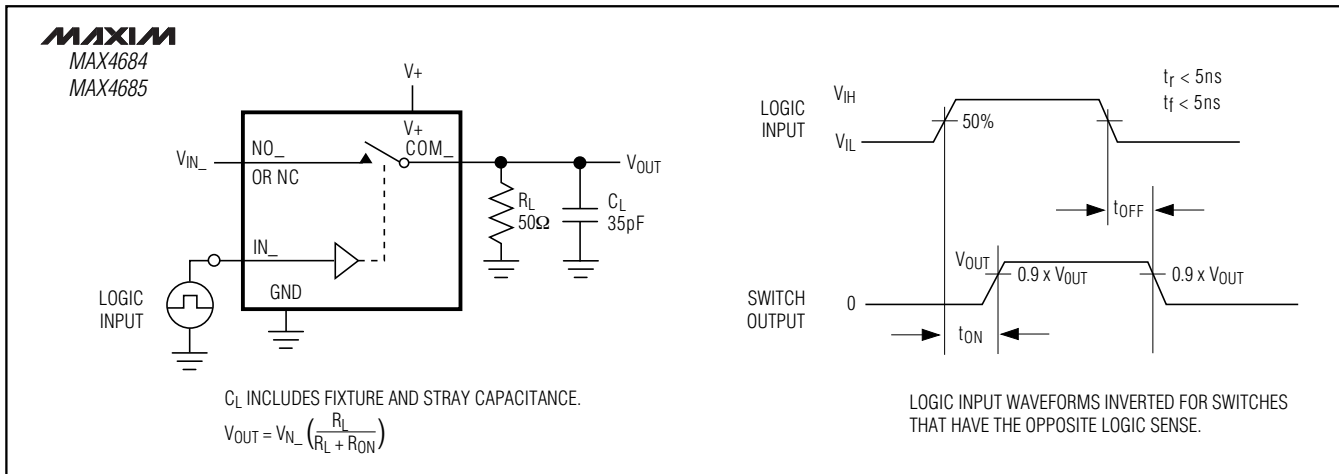 MAXIM
MAX4684
MAX4685
V+
V+
NO_
COM_
VIN_
OR NC
VOUT
RL
50Ω
CL
35pF
IN_
GND
LOGIC
INPUT
CL INCLUDES FIXTURE AND STRAY CAPACITANCE.
VOUT = VN_ (RL / RL + RON)
LOGIC
INPUT
VIH
VIL
50%
tr < 5ns
tf < 5ns
tOFF
VOUT
0.9 x VOUT
0.9 x VOUT
SWITCH
OUTPUT
0
tON
LOGIC INPUT WAVEFORMS INVERTED FOR SWITCHES
THAT HAVE THE OPPOSITE LOGIC SENSE.